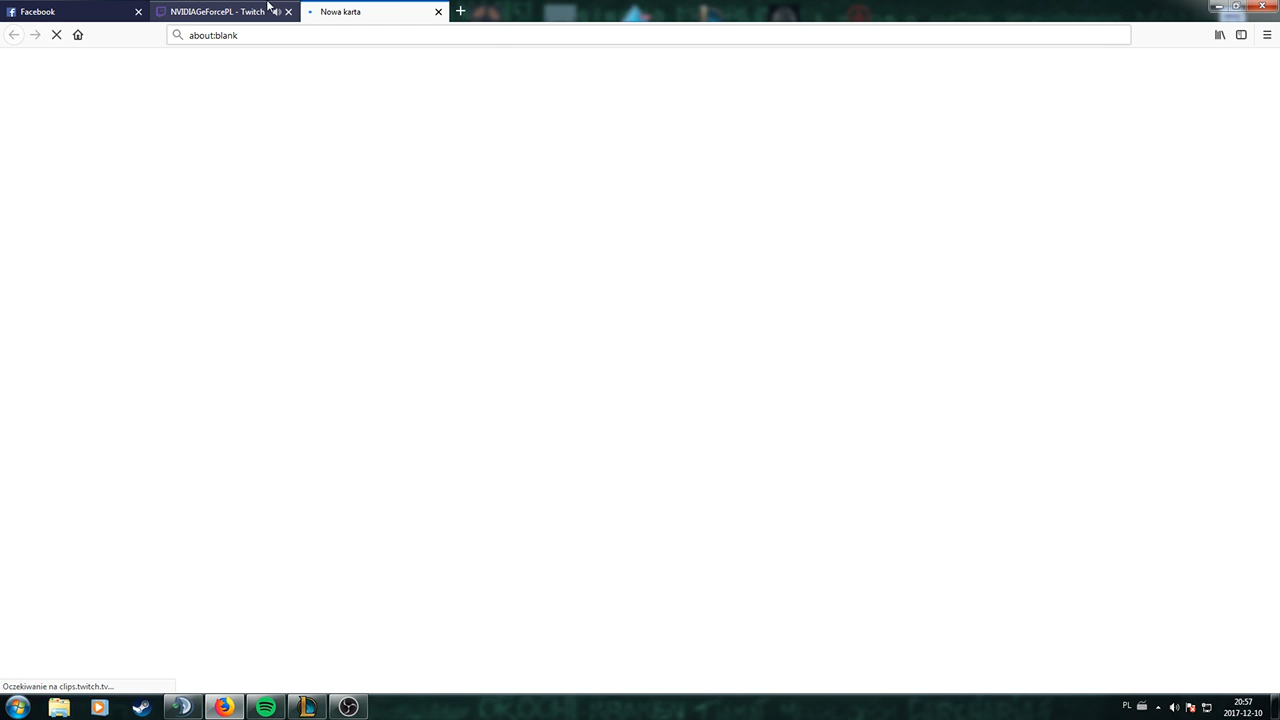 Facebook
NVIDIAGeForcePL - Twitch
Nowa karta
about:blank
Oczekiwanie na clips.twitch.tv...
PL
20:57
2017-12-10